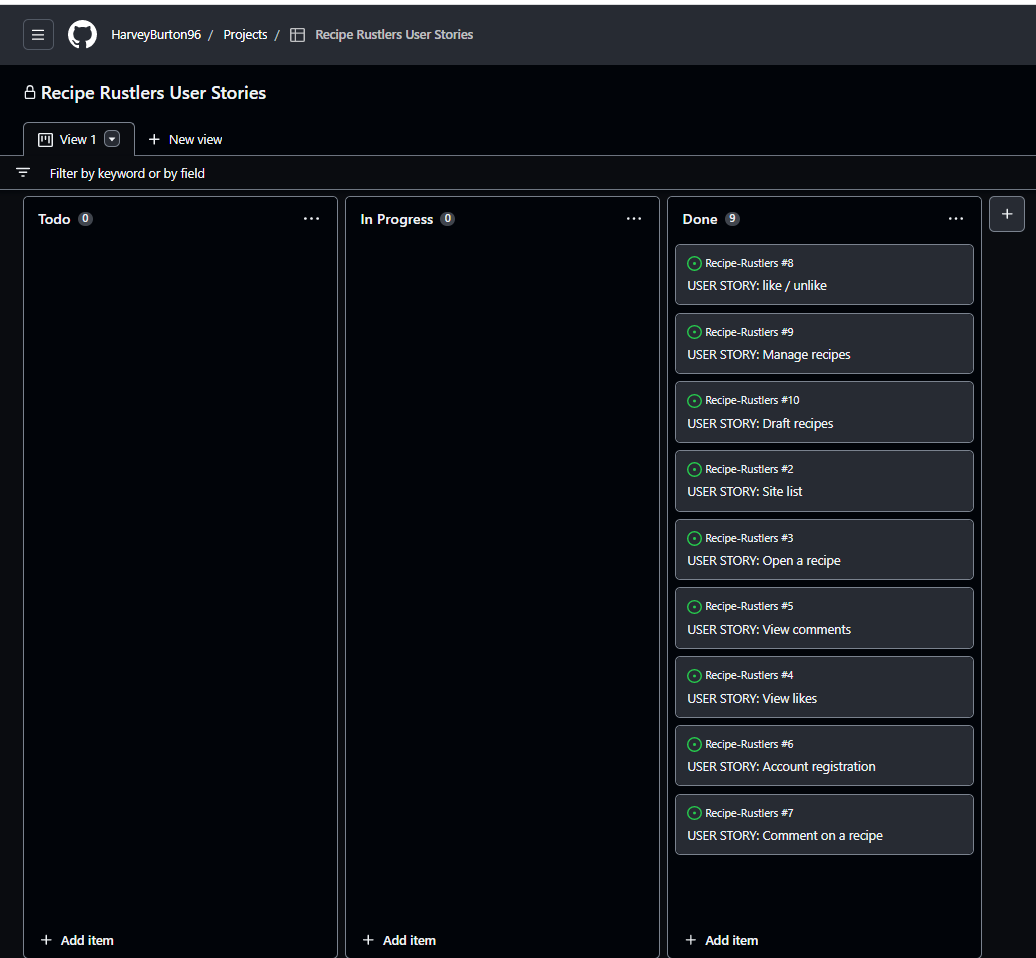 HarveyBurton96 / Projects / Recipe Rustlers User Stories
Recipe Rustlers User Stories
View 1
New view
Filter by keyword or by field
Todo 0
In Progress 0
Done 9
Recipe-Rustlers #8
USER STORY: like / unlike
Recipe-Rustlers #9
USER STORY: Manage recipes
Recipe-Rustlers #10
USER STORY: Draft recipes
Recipe-Rustlers #2
USER STORY: Site list
Recipe-Rustlers #3
USER STORY: Open a recipe
Recipe-Rustlers #5
USER STORY: View comments
Recipe-Rustlers #4
USER STORY: View likes
Recipe-Rustlers #6
USER STORY: Account registration
Recipe-Rustlers #7
USER STORY: Comment on a recipe
+ Add item
+ Add item
+ Add item